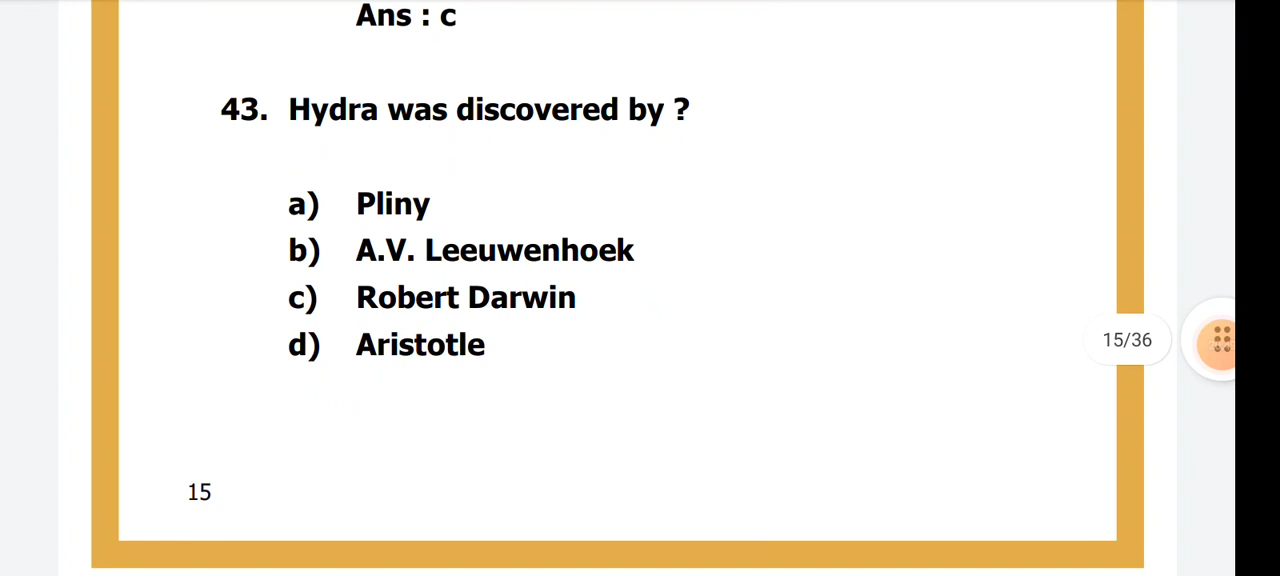 Ans : c
43. Hydra was discovered by ?
a) Pliny
b) A.V. Leeuwenhoek
c) Robert Darwin
d) Aristotle
15/36
15